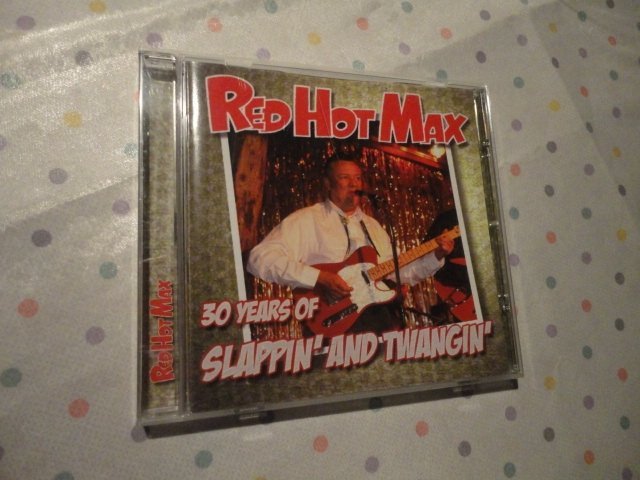 RED HOT MAX
30 YEARS OF
SLAPPIN' AND TWANGIN'
RED HOT MAX